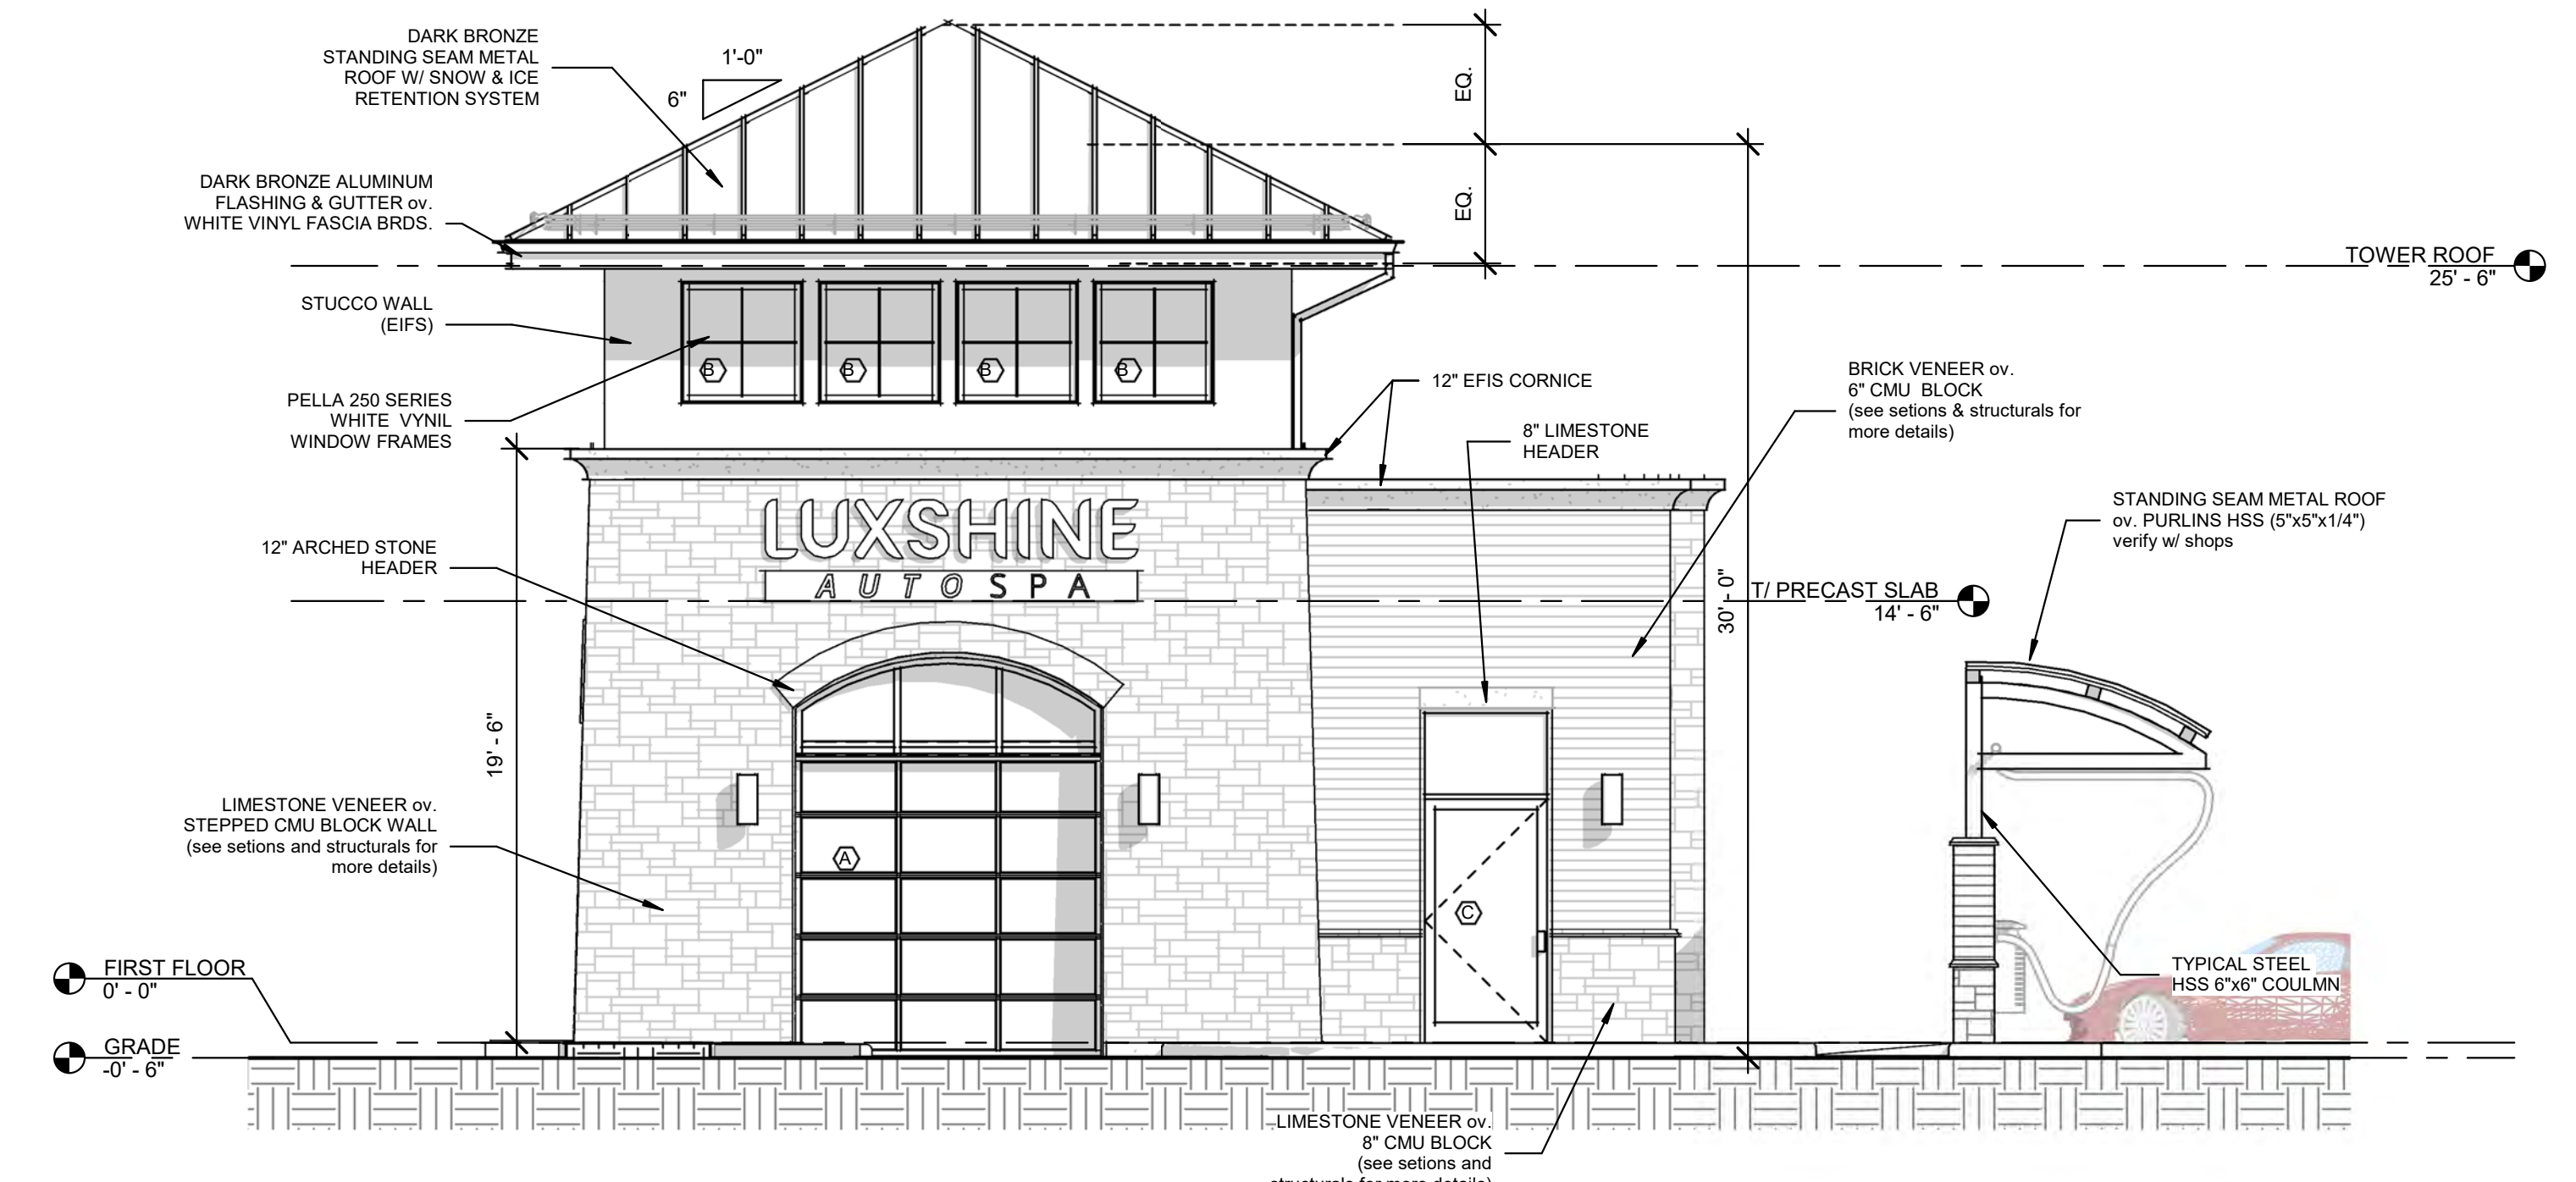 DARK BRONZE
STANDING SEAM METAL
ROOF W/ SNOW & ICE
RETENTION SYSTEM
1'-0"
6"
EQ.
EQ.
DARK BRONZE ALUMINUM
FLASHING & GUTTER ov.
WHITE VINYL FASCIA BRDS.
TOWER ROOF
25' - 6"
STUCCO WALL
(EIFS)
B
B
B
B
PELLA 250 SERIES
WHITE VYNIL
WINDOW FRAMES
12" EFIS CORNICE
8" LIMESTONE
HEADER
BRICK VENEER ov.
6" CMU BLOCK
(see setions & structurals for
more details)
STANDING SEAM METAL ROOF
ov. PURLINS HSS (5"x5"x1/4")
verify w/ shops
LUXSHINE
AUTO SPA
12" ARCHED STONE
HEADER
T/ PRECAST SLAB
14' - 6"
30' - 0"
19' - 6"
LIMESTONE VENEER ov.
STEPPED CMU BLOCK WALL
(see setions and structurals for
more details)
A
C
FIRST FLOOR
0' - 0"
GRADE
-0' - 6"
TYPICAL STEEL
HSS 6"x6" COULMN
LIMESTONE VENEER ov.
8" CMU BLOCK
(see setions and
structurals for more details)